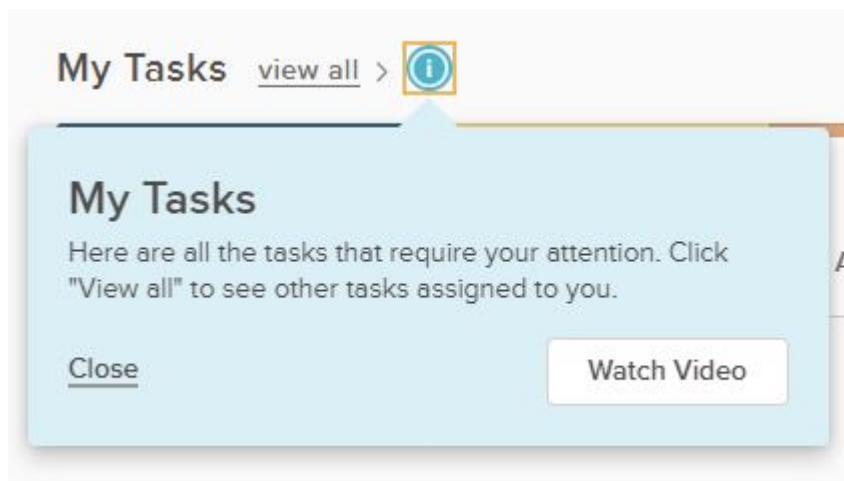 My Tasks view all > i
My Tasks
Here are all the tasks that require your attention. Click
"View all" to see other tasks assigned to you.
Close Watch Video